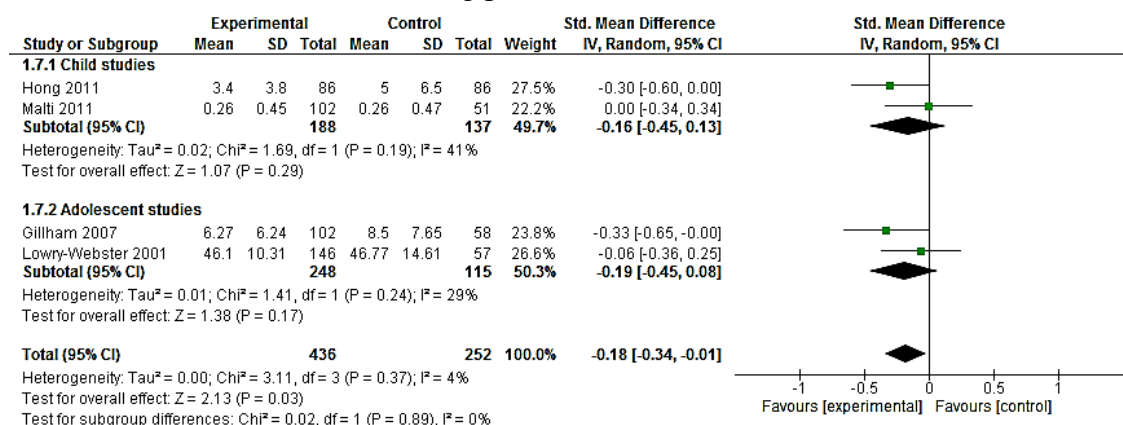 Experimental Control Std. Mean Difference Std. Mean Difference
Study or Subgroup Mean SD Total Mean SD Total Weight IV, Random, 95% CI IV, Random, 95% CI
1.7.1 Child studies
Hong 2011 3.4 3.8 86 5 6.5 86 27.5% -0.30 [-0.60, 0.00]
Malti 2011 0.26 0.45 102 0.26 0.47 51 22.2% 0.00 [-0.34, 0.34]
Subtotal (95% CI) 188 137 49.7% -0.16 [-0.45, 0.13]
Heterogeneity: Tau² = 0.02; Chi² = 1.69, df = 1 (P = 0.19); I² = 41%
Test for overall effect: Z = 1.07 (P = 0.29)
1.7.2 Adolescent studies
Gillham 2007 6.27 6.24 102 8.5 7.65 58 23.8% -0.33 [-0.65, -0.00]
Lowry-Webster 2001 46.1 10.31 146 46.77 14.61 57 26.6% -0.06 [-0.36, 0.25]
Subtotal (95% CI) 248 115 50.3% -0.19 [-0.45, 0.08]
Heterogeneity: Tau² = 0.01; Chi² = 1.41, df = 1 (P = 0.24); I² = 29%
Test for overall effect: Z = 1.38 (P = 0.17)
Total (95% CI) 436 252 100.0% -0.18 [-0.34, -0.01]
Heterogeneity: Tau² = 0.00; Chi² = 3.11, df = 3 (P = 0.37); I² = 4%
Test for overall effect: Z = 2.13 (P = 0.03)
Test for subgroup differences: Chi² = 0.02, df = 1 (P = 0.89), I² = 0%
-1 -0.5 0 0.5 1
Favours [experimental] Favours [control]